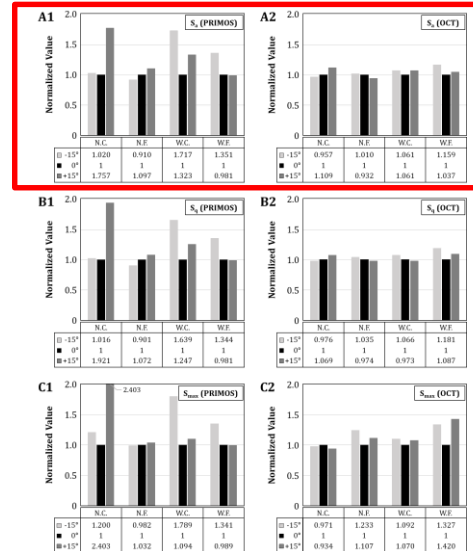 A1
2.0
Sa (PRIMOS)
1.5
1.0
0.5
0
Normalized Value
N.C. N.F. W.C. W.F.
-15° 1.020 0.910 1.717 1.351
0° 1 1 1 1
+15° 1.757 1.097 1.323 0.981
A2
2.0
Sa (OCT)
1.5
1.0
0.5
0
Normalized Value
N.C. N.F. W.C. W.F.
-15° 0.957 1.010 1.061 1.159
0° 1 1 1 1
+15° 1.109 0.932 1.061 1.037
B1
2.0
Sq (PRIMOS)
1.5
1.0
0.5
0
Normalized Value
N.C. N.F. W.C. W.F.
-15° 1.016 0.901 1.639 1.344
0° 1 1 1 1
+15° 1.921 1.072 1.247 0.981
B2
2.0
Sq (OCT)
1.5
1.0
0.5
0
Normalized Value
N.C. N.F. W.C. W.F.
-15° 0.976 1.035 1.066 1.181
0° 1 1 1 1
+15° 1.069 0.974 0.973 1.087
C1
2.0
2.403
Smax (PRIMOS)
1.5
1.0
0.5
0
Normalized Value
N.C. N.F. W.C. W.F.
-15° 1.200 0.982 1.789 1.341
0° 1 1 1 1
+15° 2.403 1.032 1.094 0.989
C2
2.0
Smax (OCT)
1.5
1.0
0.5
0
Normalized Value
N.C. N.F. W.C. W.F.
-15° 0.971 1.233 1.092 1.327
0° 1 1 1 1
+15° 0.934 1.107 1.070 1.420